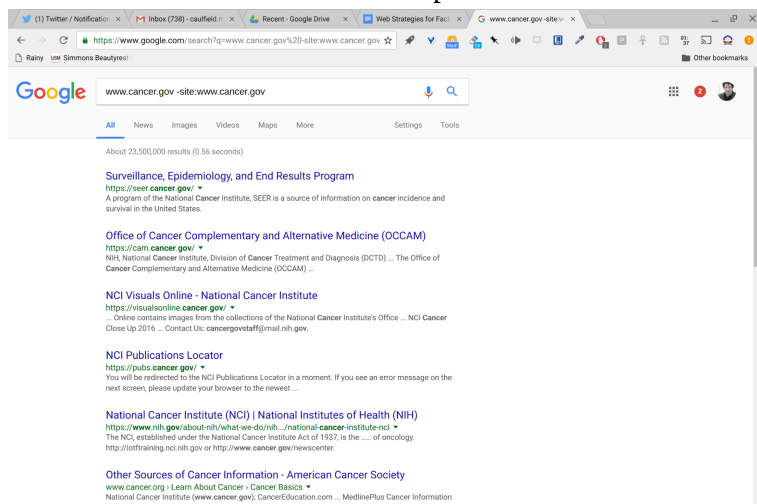 (1) Twitter / Notification
M Inbox (738) - caulfield.m
Recent - Google Drive
Web Strategies for Fact
G www.cancer.gov -site:w
https://www.google.com/search?q=www.cancer.gov%20-site:www.cancer.gov
Rainy
USM Simmons Beautyrest
Other bookmarks
Google
www.cancer.gov -site:www.cancer.gov
2
All News Images Videos Maps More Settings Tools
About 23,500,000 results (0.56 seconds)
Surveillance, Epidemiology, and End Results Program
https://seer.cancer.gov/
A program of the National Cancer Institute, SEER is a source of information on cancer incidence and
survival in the United States.
Office of Cancer Complementary and Alternative Medicine (OCCAM)
https://cam.cancer.gov/
NIH, National Cancer Institute, Division of Cancer Treatment and Diagnosis (DCTD) ... The Office of
Cancer Complementary and Alternative Medicine (OCCAM) ...
NCI Visuals Online - National Cancer Institute
https://visualsonline.cancer.gov/
... Online contains images from the collections of the National Cancer Institute's Office ... NCI Cancer
Close Up 2016 ... Contact Us: cancergovstaff@mail.nih.gov.
NCI Publications Locator
https://pubs.cancer.gov/
You will be redirected to the NCI Publications Locator in a moment. If you see an error message on the
next screen, please update your browser to the newest ...
National Cancer Institute (NCI) | National Institutes of Health (NIH)
https://www.nih.gov/about-nih/what-we-do/nih.../national-cancer-institute-nci
The NCI, established under the National Cancer Institute Act of 1937, is the ..... of oncology.
http://iotftraining.nci.nih.gov or http://www.cancer.gov/newscenter.
Other Sources of Cancer Information - American Cancer Society
www.cancer.org › Learn About Cancer › Cancer Basics
National Cancer Institute (www.cancer.gov); CancerEducation.com ... MedlinePlus Cancer Information